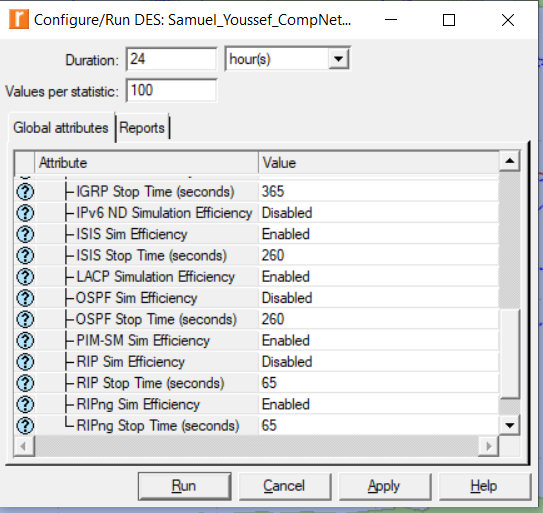 Configure/Run DES: Samuel_Youssef_CompNet...
Duration: 24 hour(s)
Values per statistic: 100
Global attributes Reports
Attribute Value
IGRP Stop Time (seconds) 365
IPv6 ND Simulation Efficiency Disabled
ISIS Sim Efficiency Enabled
ISIS Stop Time (seconds) 260
LACP Simulation Efficiency Enabled
OSPF Sim Efficiency Disabled
OSPF Stop Time (seconds) 260
PIM-SM Sim Efficiency Enabled
RIP Sim Efficiency Disabled
RIP Stop Time (seconds) 65
RIPng Sim Efficiency Enabled
RIPng Stop Time (seconds) 65
Run Cancel Apply Help